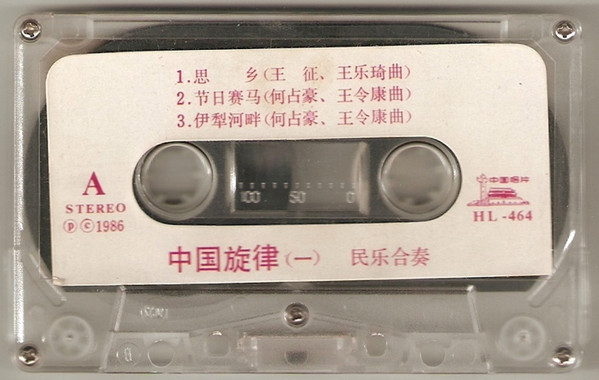 1.思 乡(王 征、王乐琦曲)
2.节日赛马(何占豪、王令康曲)
3.伊犁河畔(何占豪、王令康曲)
A
STEREO
Ⓟ Ⓒ 1986
100 50 0
中国唱片
HL-464
中国旋律(一) 民乐合奏